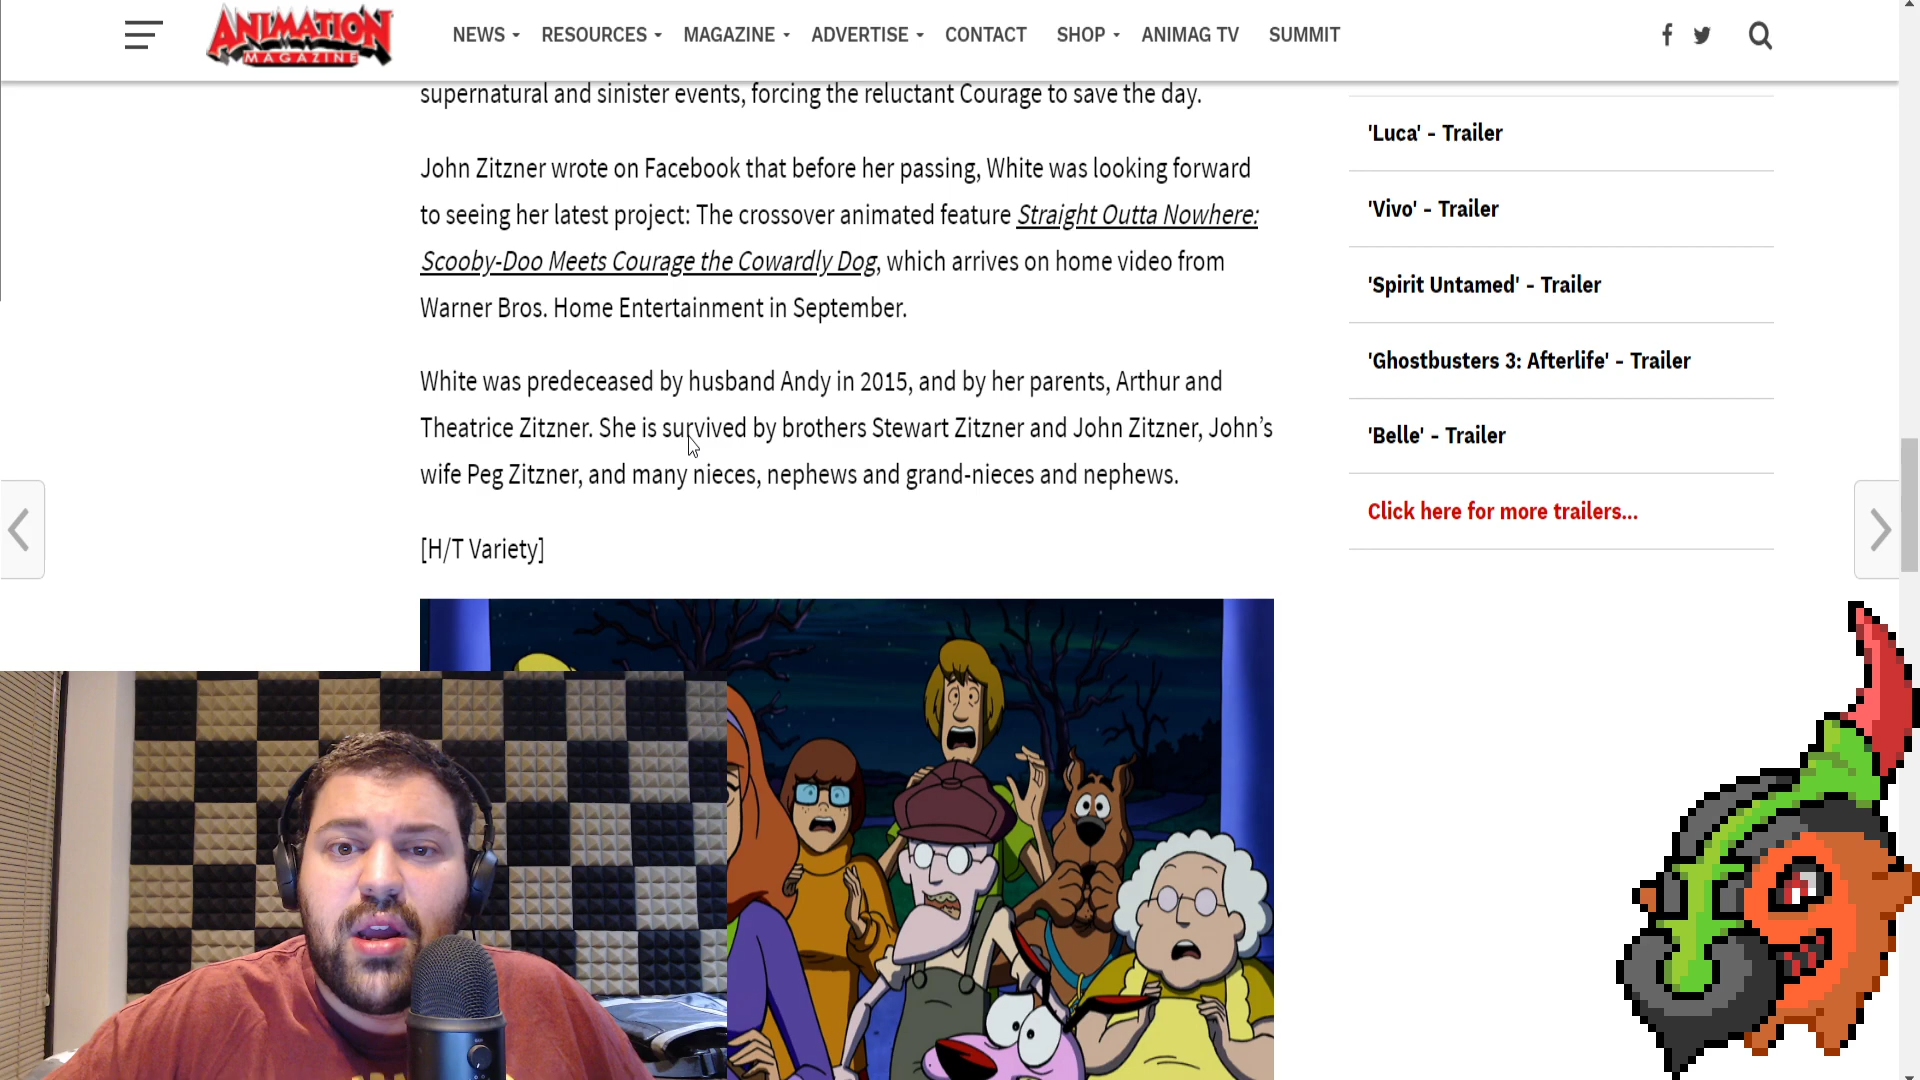 ANIMATION
MAGAZINE
NEWS RESOURCES MAGAZINE ADVERTISE CONTACT SHOP ANIMAG TV SUMMIT
supernatural and sinister events, forcing the reluctant Courage to save the day.
John Zitzner wrote on Facebook that before her passing, White was looking forward
to seeing her latest project: The crossover animated feature Straight Outta Nowhere:
Scooby-Doo Meets Courage the Cowardly Dog, which arrives on home video from
Warner Bros. Home Entertainment in September.
White was predeceased by husband Andy in 2015, and by her parents, Arthur and
Theatrice Zitzner. She is survived by brothers Stewart Zitzner and John Zitzner, John’s
wife Peg Zitzner, and many nieces, nephews and grand-nieces and nephews.
[H/T Variety]
'Luca' - Trailer
'Vivo' - Trailer
'Spirit Untamed' - Trailer
'Ghostbusters 3: Afterlife' - Trailer
'Belle' - Trailer
Click here for more trailers...